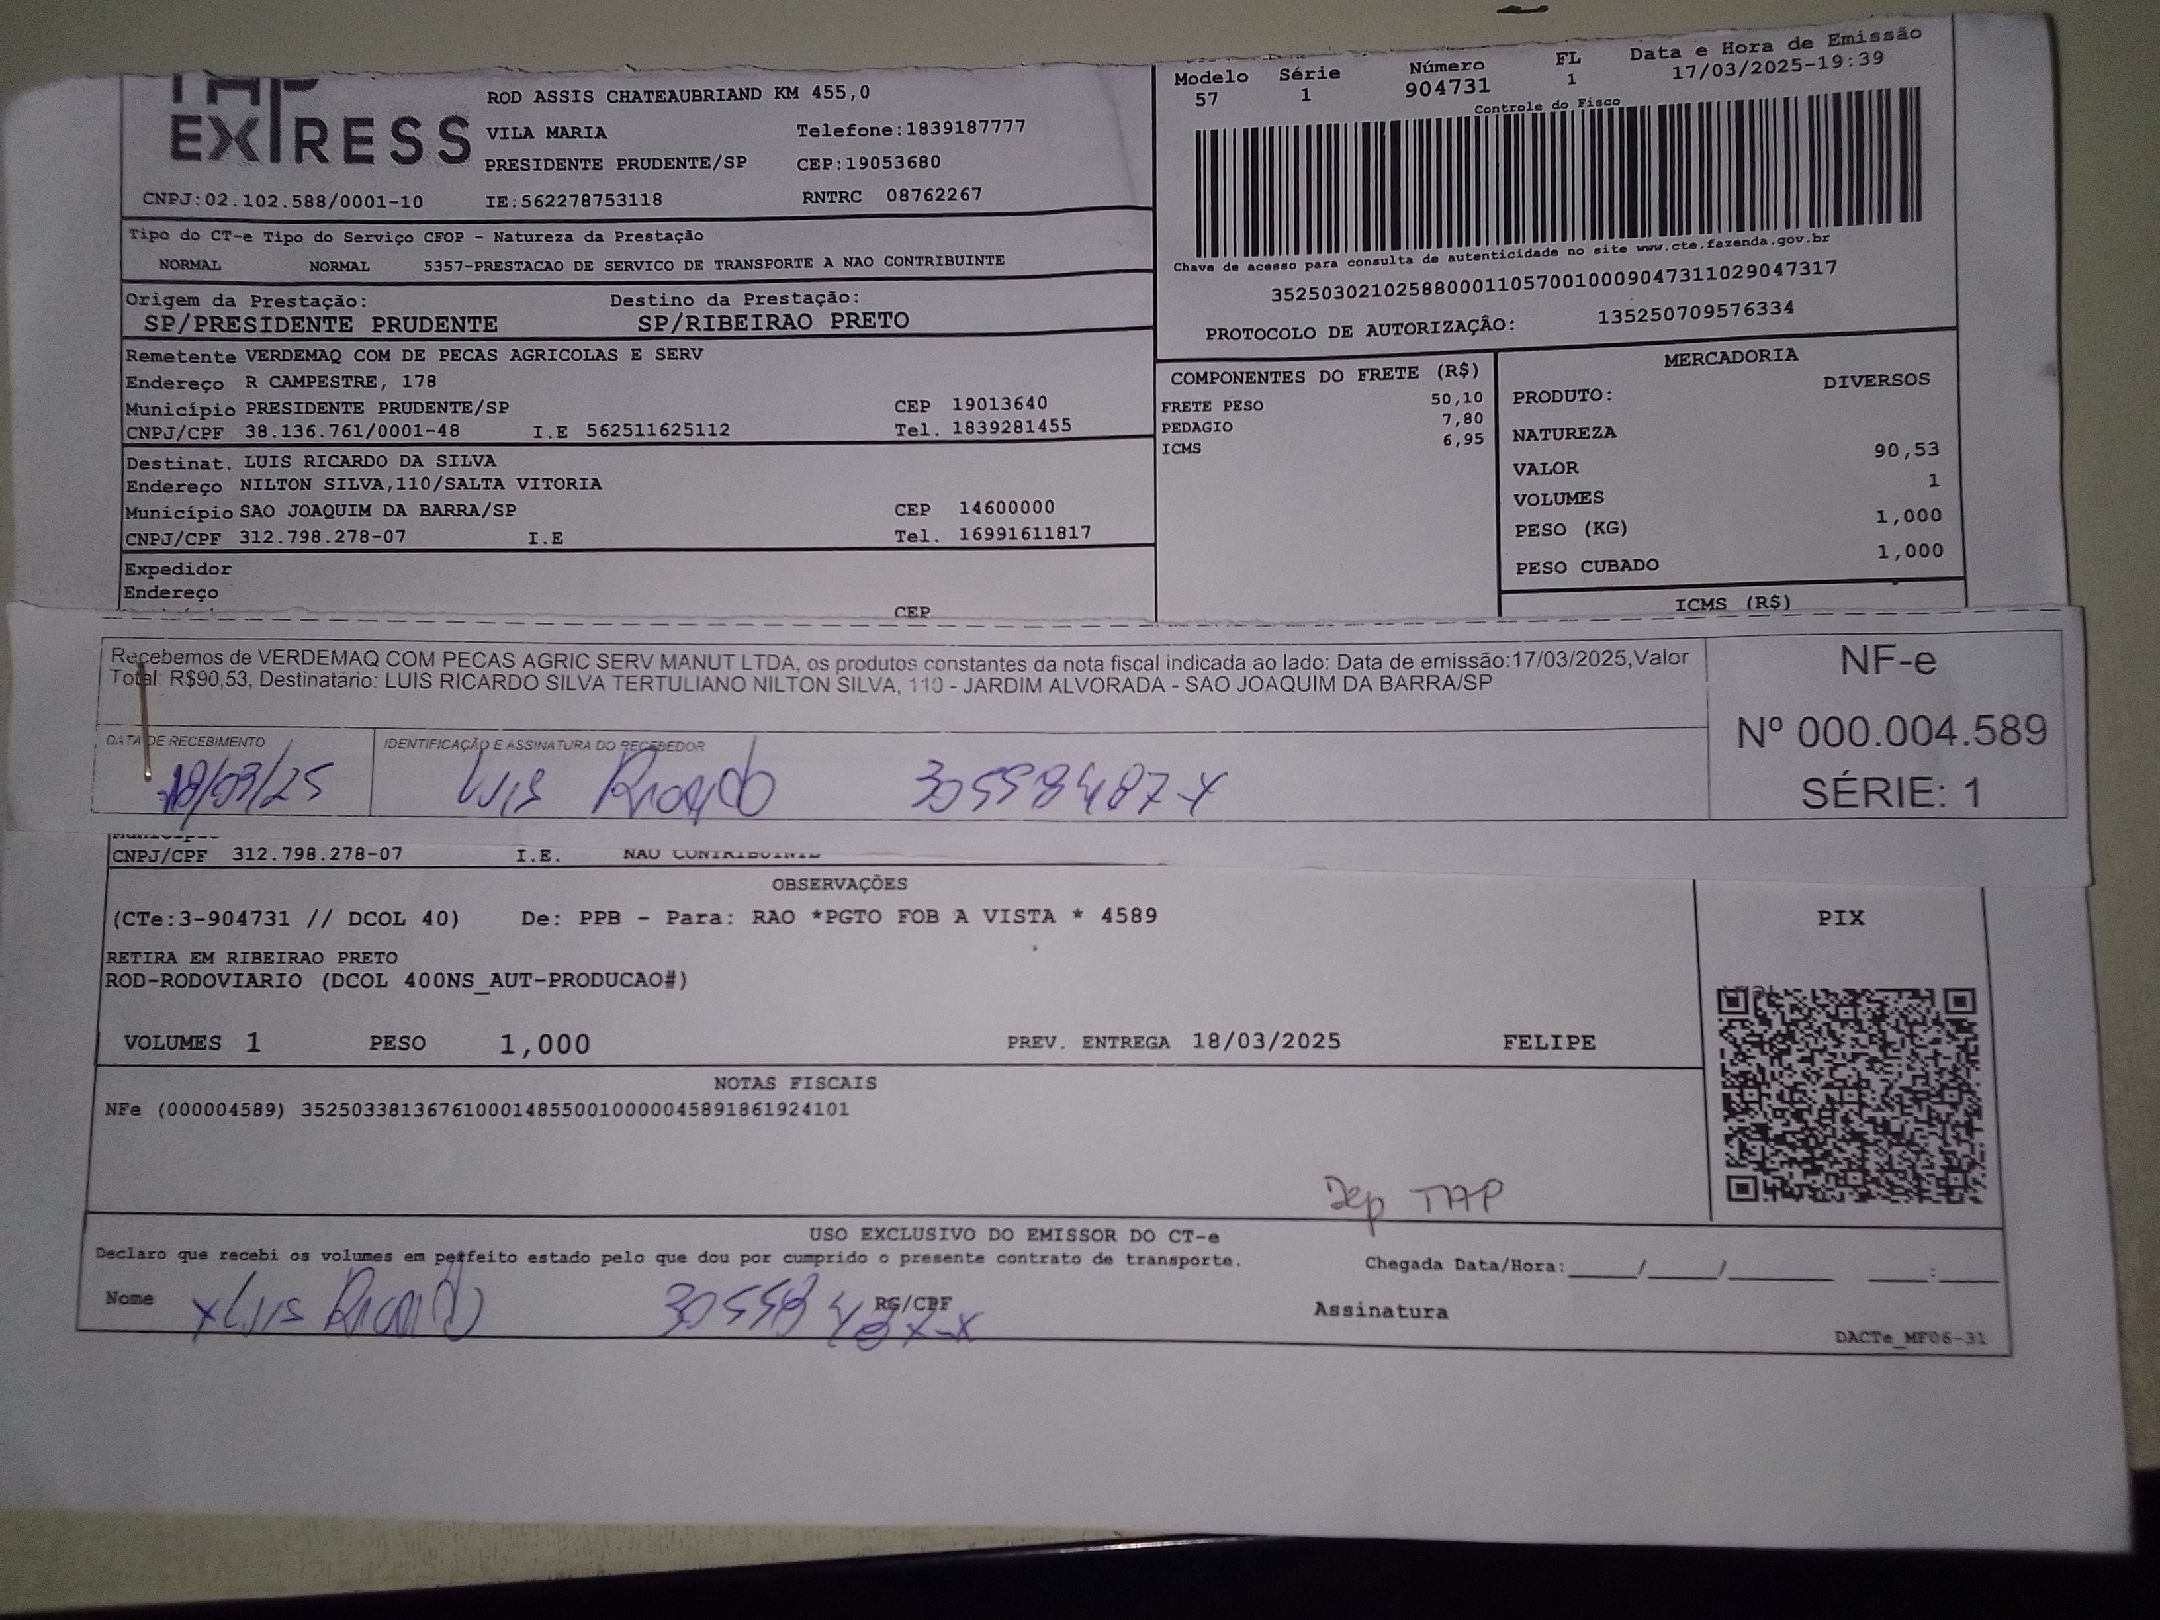 TAP
EXPRESS
ROD ASSIS CHATEAUBRIAND KM 455,0
VILA MARIA Telefone:1839187777
PRESIDENTE PRUDENTE/SP CEP:19053680
CNPJ:02.102.588/0001-10 IE:562278753118 RNTRC 08762267
Modelo Série Número FL Data e Hora de Emissão
57 1 904731 1 17/03/2025-19:39
Controle do Fisco
Chave de acesso para consulta de autenticidade no site www.cte.fazenda.gov.br
35250302102588000110570010009047311029047317
PROTOCOLO DE AUTORIZAÇÃO: 135250709576334
Tipo do CT-e Tipo do Serviço CFOP - Natureza da Prestação
NORMAL NORMAL 5357-PRESTACAO DE SERVICO DE TRANSPORTE A NAO CONTRIBUINTE
Origem da Prestação: Destino da Prestação:
SP/PRESIDENTE PRUDENTE SP/RIBEIRAO PRETO
Remetente VERDEMAQ COM DE PECAS AGRICOLAS E SERV
Endereço R CAMPESTRE, 178
Município PRESIDENTE PRUDENTE/SP CEP 19013640
CNPJ/CPF 38.136.761/0001-48 I.E 562511625112 Tel. 1839281455
Destinat. LUIS RICARDO DA SILVA
Endereço NILTON SILVA,110/SALTA VITORIA
Município SAO JOAQUIM DA BARRA/SP CEP 14600000
CNPJ/CPF 312.798.278-07 I.E Tel. 16991611817
Expedidor
Endereço
CEP
COMPONENTES DO FRETE (R$)
FRETE PESO 50,10
PEDAGIO 7,80
ICMS 6,95
MERCADORIA
PRODUTO: DIVERSOS
NATUREZA
VALOR 90,53
VOLUMES 1
PESO (KG) 1,000
PESO CUBADO 1,000
ICMS (R$)
Recebemos de VERDEMAQ COM PECAS AGRIC SERV MANUT LTDA, os produtos constantes da nota fiscal indicada ao lado: Data de emissão:17/03/2025,Valor
Total: R$90,53, Destinatário: LUIS RICARDO SILVA TERTULIANO NILTON SILVA, 110 - JARDIM ALVORADA - SAO JOAQUIM DA BARRA/SP
NF-e
Nº 000.004.589
SÉRIE: 1
DATA DE RECEBIMENTO IDENTIFICAÇÃO E ASSINATURA DO RECEBEDOR
18/03/25 Luis Ricardo 30558487-X
Município
CNPJ/CPF 312.798.278-07 I.E. NAO CONTRIBUINTE
OBSERVAÇÕES
(CTe:3-904731 // DCOL 40) De: PPB - Para: RAO *PGTO FOB A VISTA * 4589
RETIRA EM RIBEIRAO PRETO
ROD-RODOVIARIO (DCOL 400NS_AUT-PRODUCAO#)
VOLUMES 1 PESO 1,000 PREV. ENTREGA 18/03/2025 FELIPE
PIX
NOTAS FISCAIS
NFe (000004589) 35250338136761000148550010000045891861924101
Dep TAP
USO EXCLUSIVO DO EMISSOR DO CT-e
Declaro que recebi os volumes em perfeito estado pelo que dou por cumprido o presente contrato de transporte.
Chegada Data/Hora:____/____/______ ___:___
Nome x Luis Ricardo RG/CPF 30558487-X Assinatura
DACTe_MF06-31